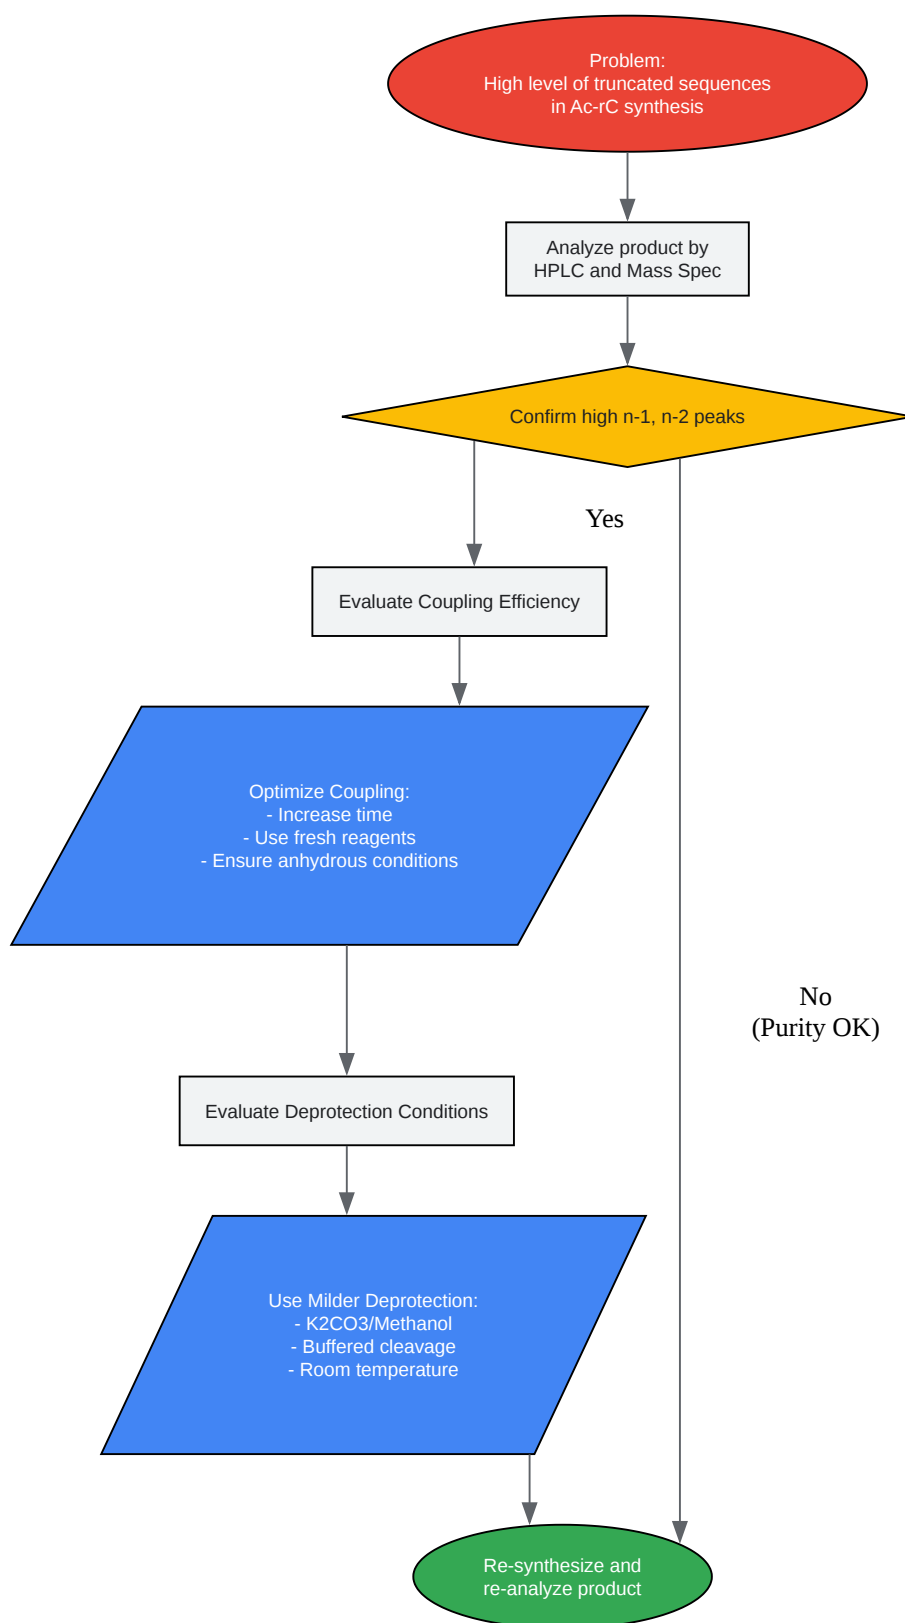 Problem:
High level of truncated sequences
in Ac-rC synthesis
Analyze product by
HPLC and Mass Spec
Confirm high n-1, n-2 peaks
Yes
Evaluate Coupling Efficiency
Optimize Coupling:
- Increase time
- Use fresh reagents
- Ensure anhydrous conditions
No
(Purity OK)
Evaluate Deprotection Conditions
Use Milder Deprotection:
- K2CO3/Methanol
- Buffered cleavage
- Room temperature
Re-synthesize and
re-analyze product